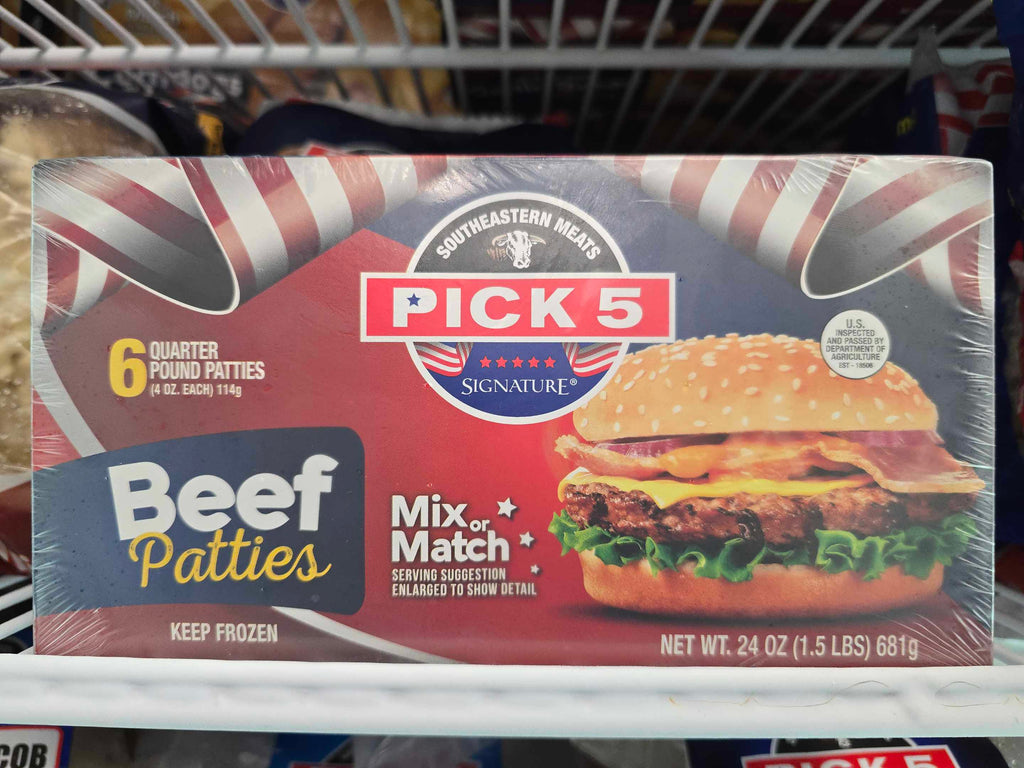 SOUTHEASTERN MEATS
PICK 5
SIGNATURE®
U.S.
INSPECTED
AND PASSED BY
DEPARTMENT OF
AGRICULTURE
EST - 18506
6 QUARTER
POUND PATTIES
(4 OZ. EACH) 114g
Beef
Patties
Mix or
Match
SERVING SUGGESTION
ENLARGED TO SHOW DETAIL
KEEP FROZEN
NET WT. 24 OZ (1.5 LBS) 681g
COB
PICK 5